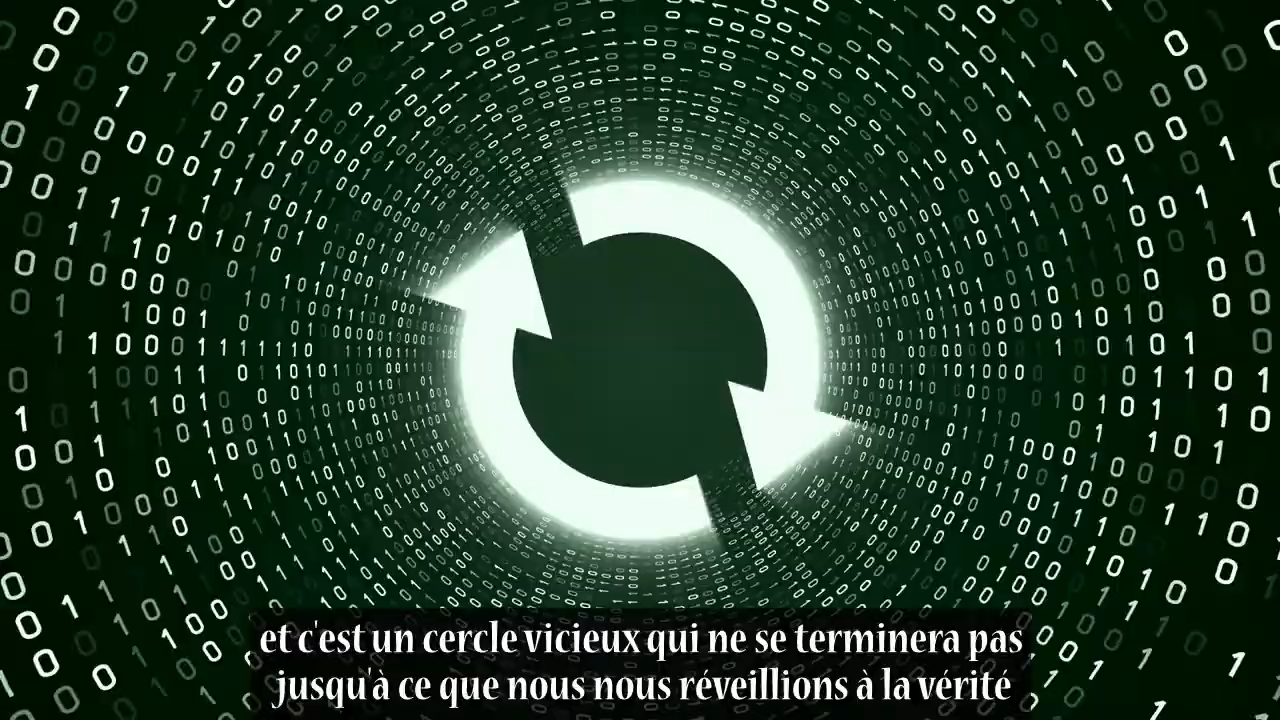 et c'est un cercle vicieux qui ne se terminera pas
jusqu'à ce que nous nous réveillions à la vérité